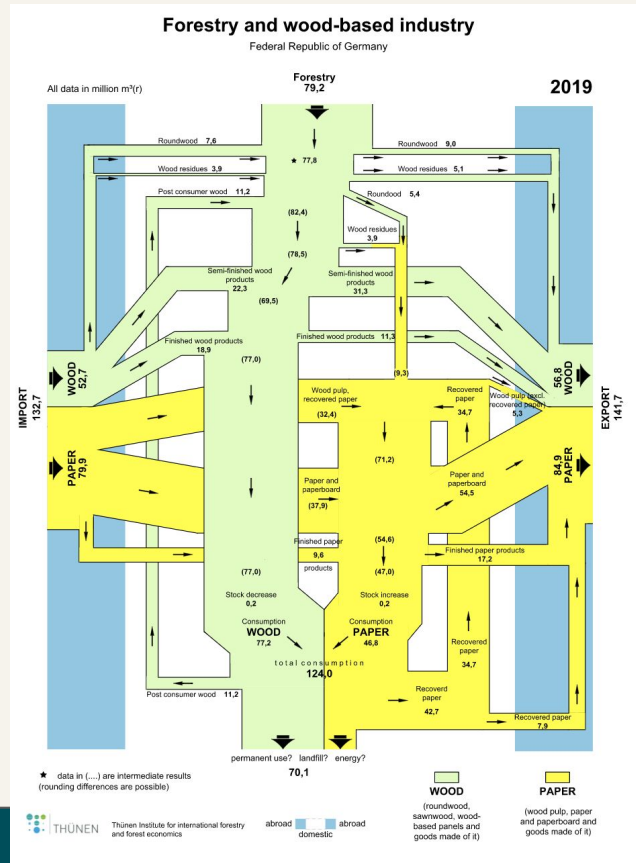 Forestry and wood-based industry
Federal Republic of Germany
All data in million m³(r)
Forestry
79,2
2019
Roundwood 7,6
Roundwood 9,0
★ 77,8
Wood residues 3,9
Wood residues 5,1
Post consumer wood 11,2
Roundood 5,4
(82,4)
Wood residues
3,9
(78,5)
Semi-finished wood
products
22,3
Semi-finished wood
products
31,3
(69,5)
Finished wood products
18,9
Finished wood products 11,3
(77,0)
(9,3)
IMPORT
132,7
WOOD
52,7
56,8
WOOD
EXPORT
141,7
Wood pulp,
recovered paper
(32,4)
Recovered
paper
34,7
Wood pulp (excl.
recovered paper)
5,3
(71,2)
PAPER
79,9
84,9
PAPER
Paper and
paperboard
(37,9)
Paper and
paperboard
54,5
Finished paper
9,6
products
(54,6)
Finished paper products
17,2
(77,0)
(47,0)
Stock decrease
0,2
Stock increase
0,2
Consumption
WOOD
77,2
Consumption
PAPER
46,8
total consumption
124,0
Recovered
paper
34,7
Post consumer wood 11,2
Recoverd
paper
42,7
Recovered paper
7,9
permanent use? landfill? energy?
70,1
★ data in (....) are intermediate results
(rounding differences are possible)
WOOD
(roundwood,
sawnwood, wood-
based panels and
goods made of it)
PAPER
(wood pulp, paper
and paperboard and
goods made of it)
THÜNEN
Thünen Institute for international forestry
and forest economics
abroad
domestic
abroad